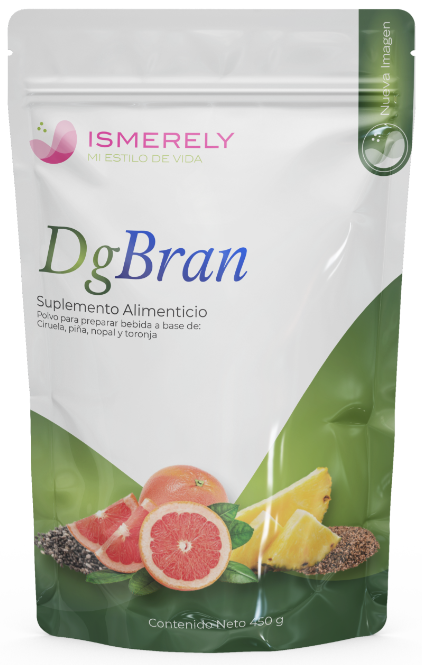 Nueva Imagen
ISMERELY
MI ESTILO DE VIDA
DgBran
Suplemento Alimenticio
Polvo para preparar bebida a base de:
Ciruela, piña, nopal y toronja
Contenido Neto 450 g